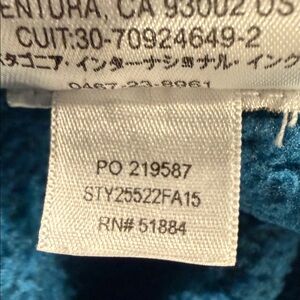 VENTURA, CA 93002 US
CUIT:30-70924649-2
タゴニア・インターナショナル・インク
PO 219587
STY25522FA15
RN# 51884